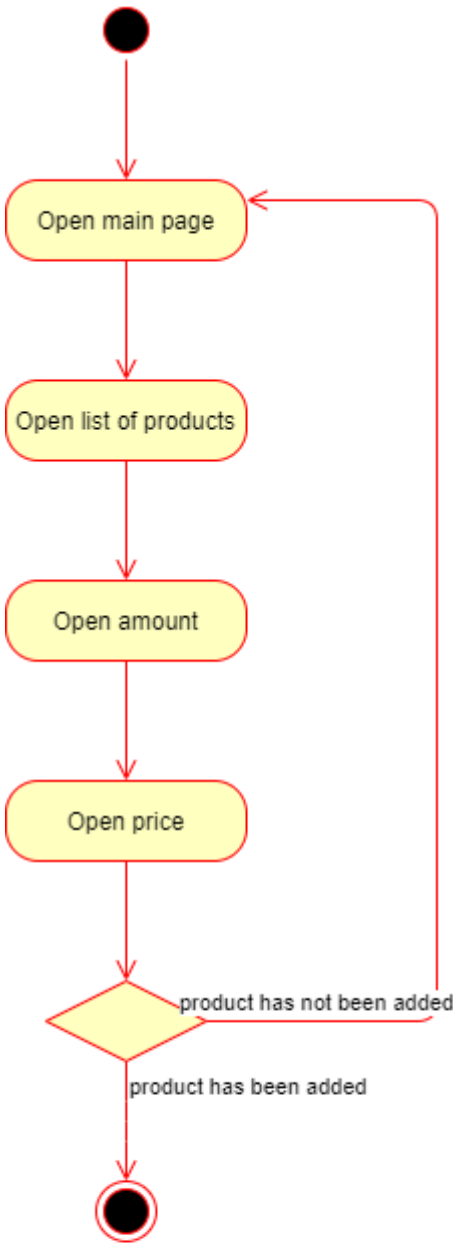 Open main page
Open list of products
Open amount
Open price
product has not been added
product has been added